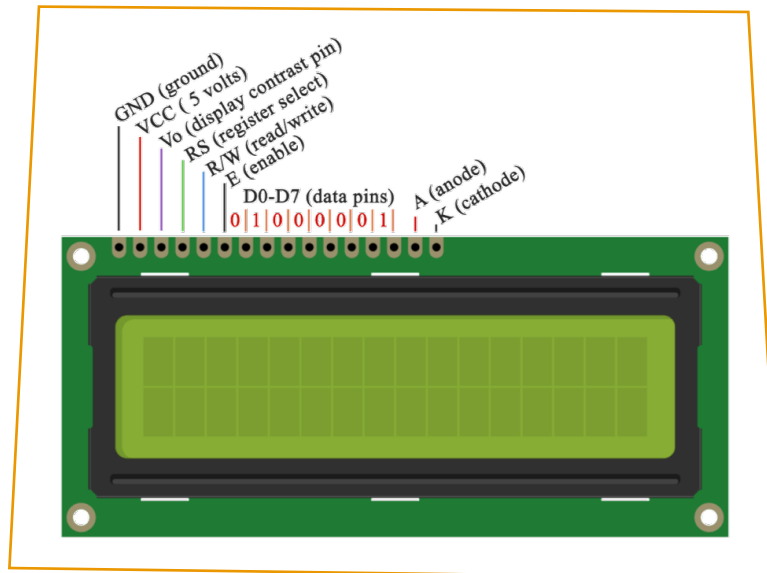 GND (ground)
VCC ( 5 volts)
Vo (display contrast pin)
RS (register select)
R/W (read/write)
E (enable)
D0-D7 (data pins)
0 1 0 0 0 0 0 1
A (anode)
K (cathode)